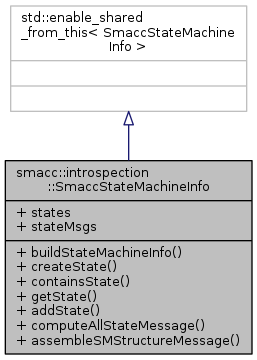 std::enable_shared
_from_this< SmaccStateMachine
Info >
smacc::introspection
::SmaccStateMachineInfo
+ states
+ stateMsgs
+ buildStateMachineInfo()
+ createState()
+ containsState()
+ getState()
+ addState()
+ computeAllStateMessage()
+ assembleSMStructureMessage()